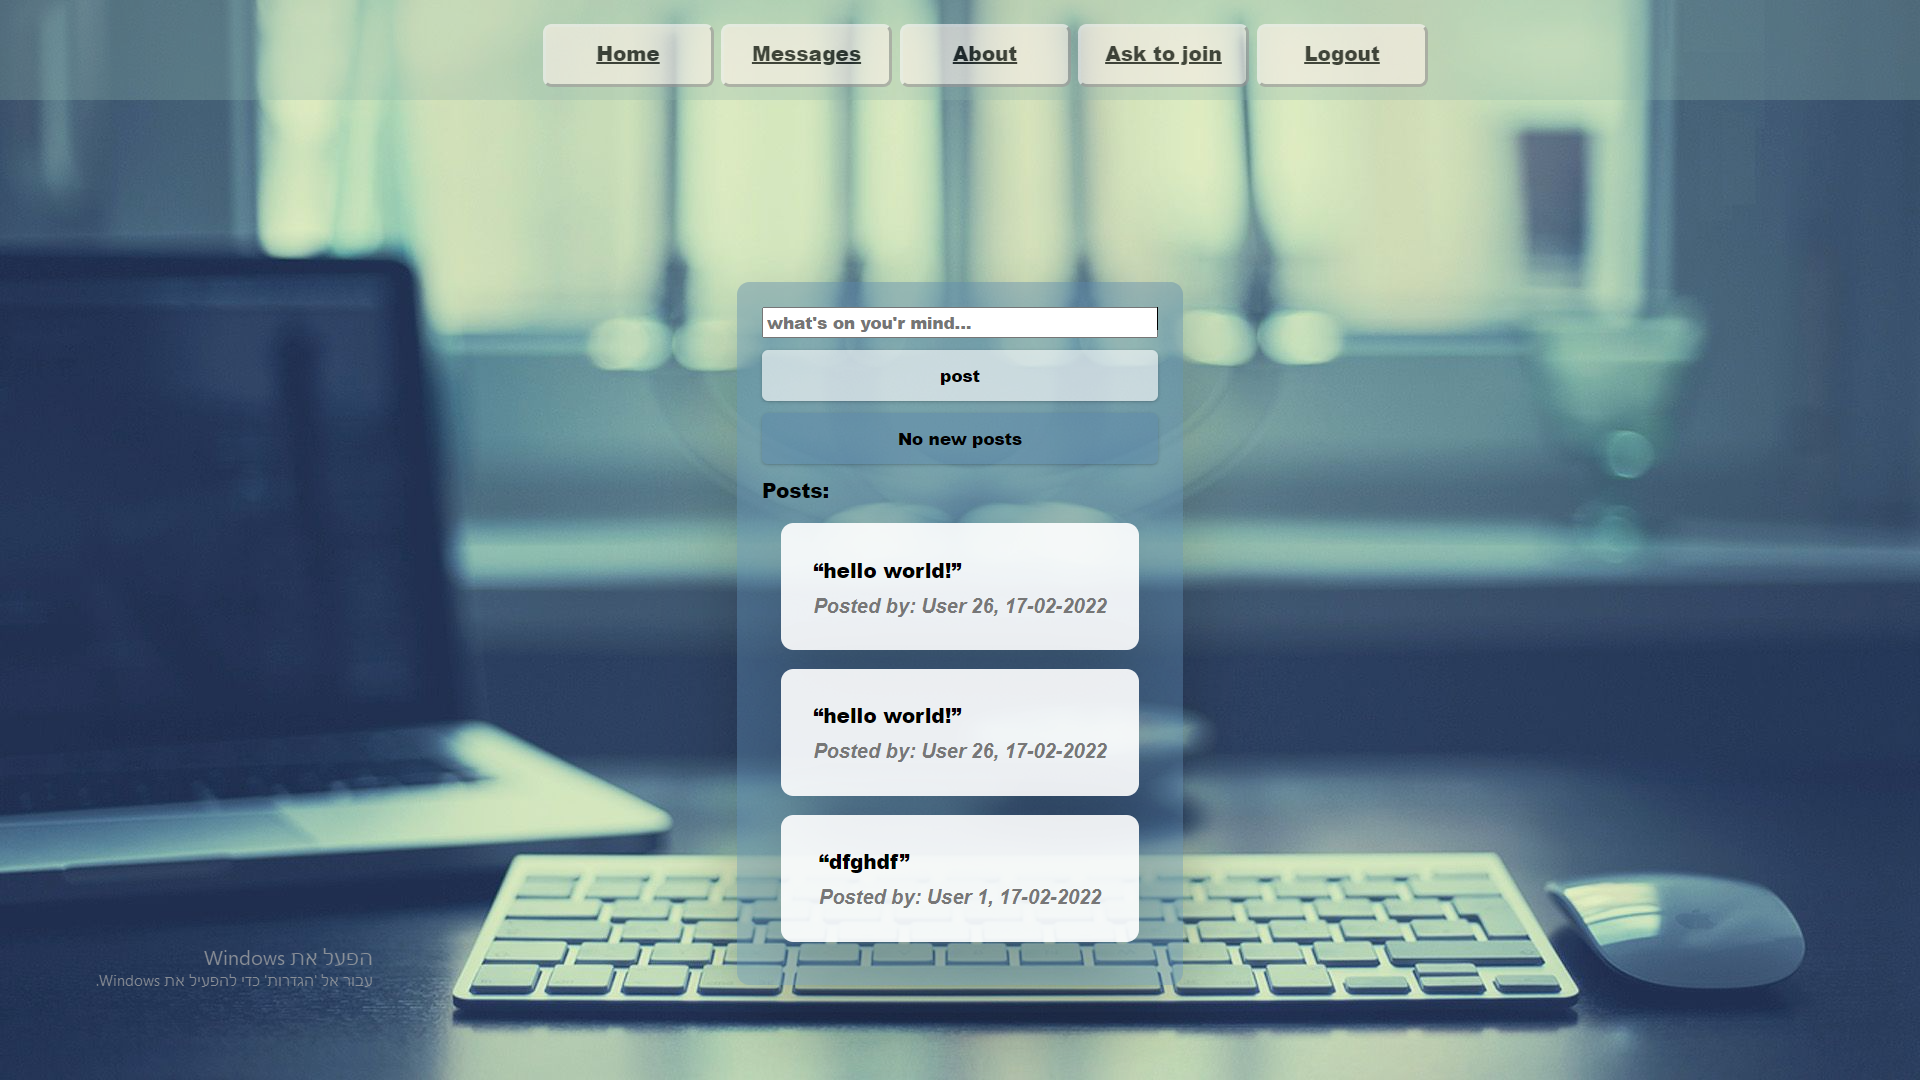 Home
Messages
About
Ask to join
Logout
what's on you'r mind...
post
No new posts
Posts:
“hello world!”
Posted by: User 26, 17-02-2022
“hello world!”
Posted by: User 26, 17-02-2022
“dfghdf”
Posted by: User 1, 17-02-2022
הפעל את Windows
עבור אל 'הגדרות' כדי להפעיל את Windows.